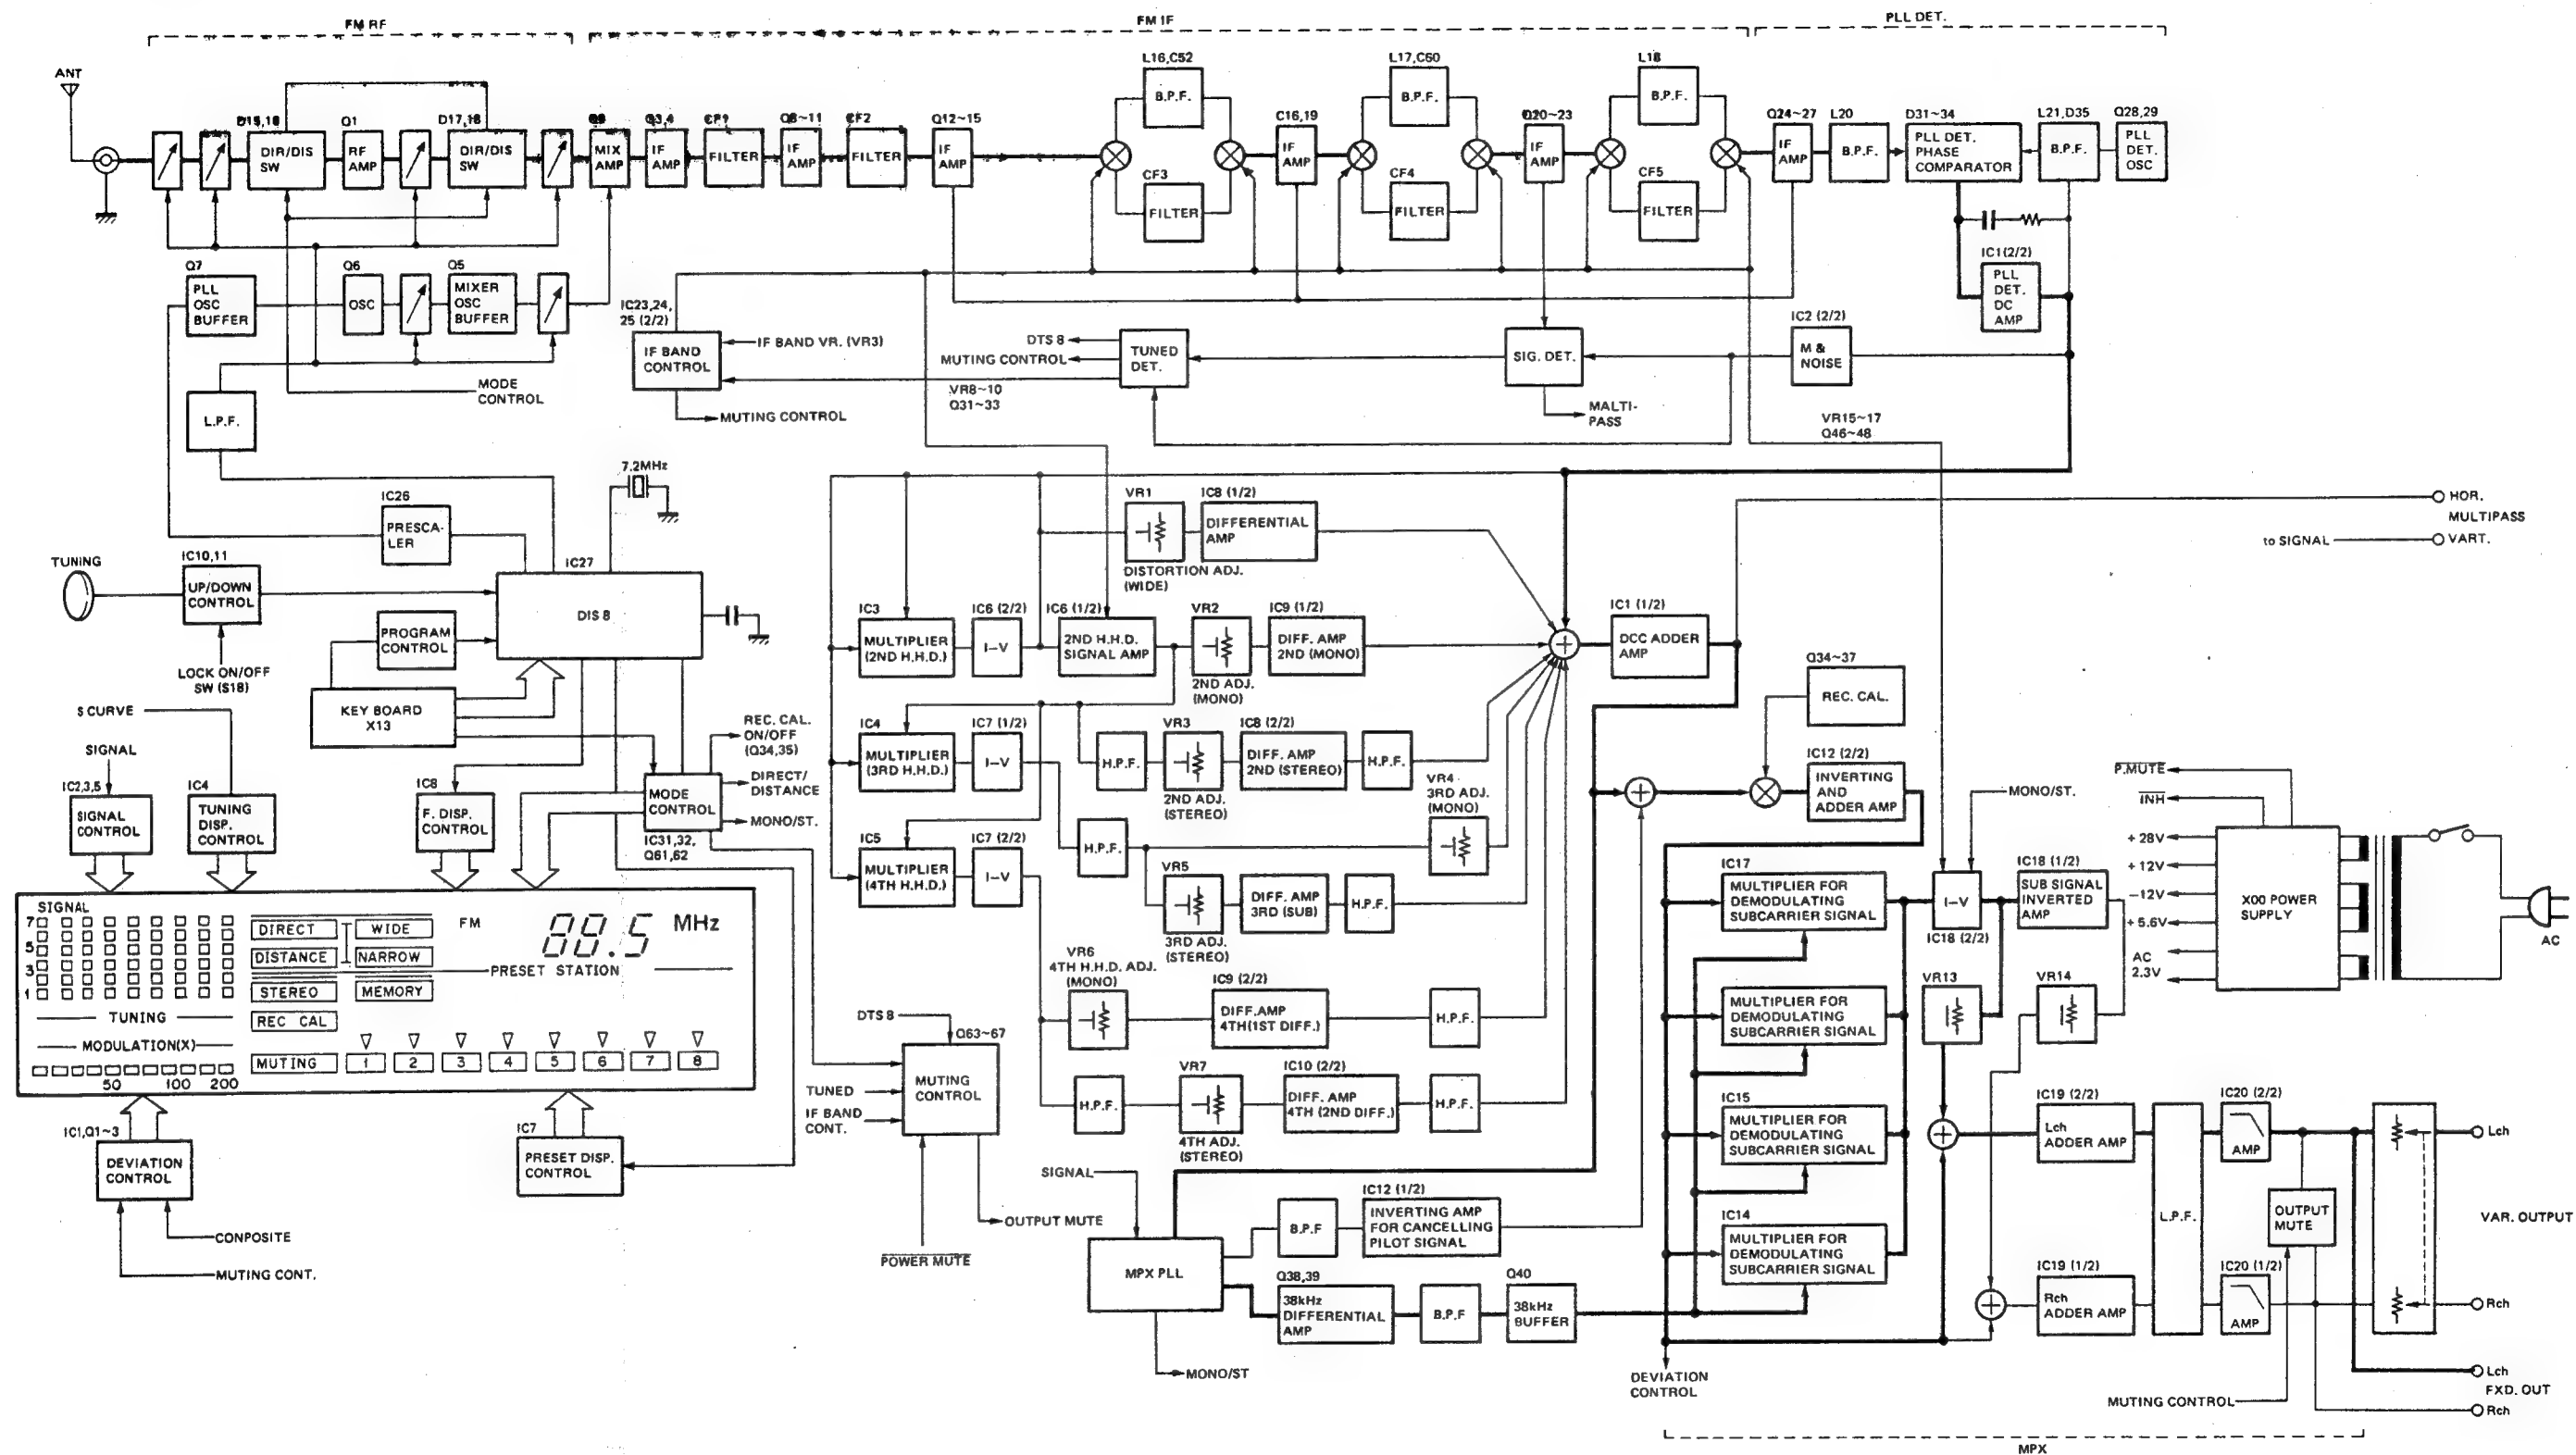 FM RF
FM IF
PLL DET.
ANT
D17,18
DIR/DIS
SW
Q1
RF
AMP
DIR/DIS
SW
MIX
AMP
Q3,4
IF
AMP
CF1
FILTER
Q8~11
IF
AMP
CF2
FILTER
Q12~15
IF
AMP
L16,C52
B.P.F.
CF3
FILTER
C16,19
IF
AMP
L17,C60
B.P.F.
CF4
FILTER
Q20~23
IF
AMP
L18
B.P.F.
CF5
FILTER
Q24~27
IF
AMP
L20
B.P.F.
D31~34
PLL DET.
PHASE
COMPARATOR
L21,D35
B.P.F.
Q28,29
PLL
DET.
OSC
IC1(2/2)
PLL
DET.
DC
AMP
Q7
PLL
OSC
BUFFER
Q6
OSC
Q5
MIXER
OSC
BUFFER
L.P.F.
MODE
CONTROL
IC23,24,
25 (2/2)
IF BAND
CONTROL
IF BAND VR. (VR3)
MUTING CONTROL
DTS 8
MUTING CONTROL
TUNED
DET.
VR8~10
Q31~33
SIG. DET.
MALTI-
PASS
IC2 (2/2)
M &
NOISE
VR15~17
Q46~48
7.2MHz
IC26
PRESCA-
LER
TUNING
IC10,11
UP/DOWN
CONTROL
LOCK ON/OFF
SW (S18)
IC27
DIS 8
PROGRAM
CONTROL
KEY BOARD
X13
S CURVE
SIGNAL
IC2,3,5
SIGNAL
CONTROL
IC4
TUNING
DISP.
CONTROL
IC8
F. DISP.
CONTROL
MODE
CONTROL
IC31,32,
Q61,62
REC. CAL.
ON/OFF
(Q34,35)
DIRECT/
DISTANCE
MONO/ST.
SIGNAL
7
5
3
1
TUNING
MODULATION(X)
50 100 200
DIRECT WIDE
DISTANCE NARROW
STEREO MEMORY
REC CAL
MUTING
FM 88.5 MHz
PRESET STATION
1 2 3 4 5 6 7 8
IC1,Q1~3
DEVIATION
CONTROL
CONPOSITE
MUTING CONT.
IC7
PRESET DISP.
CONTROL
VR1
DISTORTION ADJ.
(WIDE)
IC8 (1/2)
DIFFERENTIAL
AMP
IC3
MULTIPLIER
(2ND H.H.D.)
IC6 (2/2)
I-V
IC6 (1/2)
2ND H.H.D.
SIGNAL AMP
VR2
2ND ADJ.
(MONO)
IC9 (1/2)
DIFF. AMP
2ND (MONO)
IC1 (1/2)
DCC ADDER
AMP
IC4
MULTIPLIER
(3RD H.H.D.)
IC7 (1/2)
I-V
H.P.F.
VR3
2ND ADJ.
(STEREO)
IC8 (2/2)
DIFF. AMP
2ND (STEREO)
H.P.F.
VR4
3RD ADJ.
(MONO)
IC5
MULTIPLIER
(4TH H.H.D.)
IC7 (2/2)
I-V
H.P.F.
VR5
3RD ADJ.
(STEREO)
DIFF. AMP
3RD (SUB)
H.P.F.
VR6
4TH H.H.D. ADJ.
(MONO)
IC9 (2/2)
DIFF.AMP
4TH(1ST DIFF.)
H.P.F.
H.P.F.
VR7
4TH ADJ.
(STEREO)
IC10 (2/2)
DIFF. AMP
4TH (2ND DIFF.)
H.P.F.
DTS 8
Q63~67
MUTING
CONTROL
TUNED
IF BAND
CONT.
POWER MUTE
OUTPUT MUTE
SIGNAL
MPX PLL
MONO/ST
B.P.F
IC12 (1/2)
INVERTING AMP
FOR CANCELLING
PILOT SIGNAL
Q38,39
38kHz
DIFFERENTIAL
AMP
B.P.F
Q40
38kHz
BUFFER
Q34~37
REC. CAL.
IC12 (2/2)
INVERTING
AND
ADDER AMP
IC17
MULTIPLIER FOR
DEMODULATING
SUBCARRIER SIGNAL
MULTIPLIER FOR
DEMODULATING
SUBCARRIER SIGNAL
IC15
MULTIPLIER FOR
DEMODULATING
SUBCARRIER SIGNAL
IC14
MULTIPLIER FOR
DEMODULATING
SUBCARRIER SIGNAL
DEVIATION
CONTROL
MONO/ST.
I-V
IC18 (2/2)
IC18 (1/2)
SUB SIGNAL
INVERTED
AMP
VR13
VR14
IC19 (2/2)
Lch
ADDER AMP
IC19 (1/2)
Rch
ADDER AMP
L.P.F.
IC20 (2/2)
AMP
IC20 (1/2)
AMP
OUTPUT
MUTE
MUTING CONTROL
Lch
VAR. OUTPUT
Rch
Lch
FXD. OUT
Rch
MPX
HOR.
MULTIPASS
to SIGNAL
VART.
P.MUTE
INH
+ 28V
+ 12V
-12V
+ 5.6V
AC
2.3V
X00 POWER
SUPPLY
AC